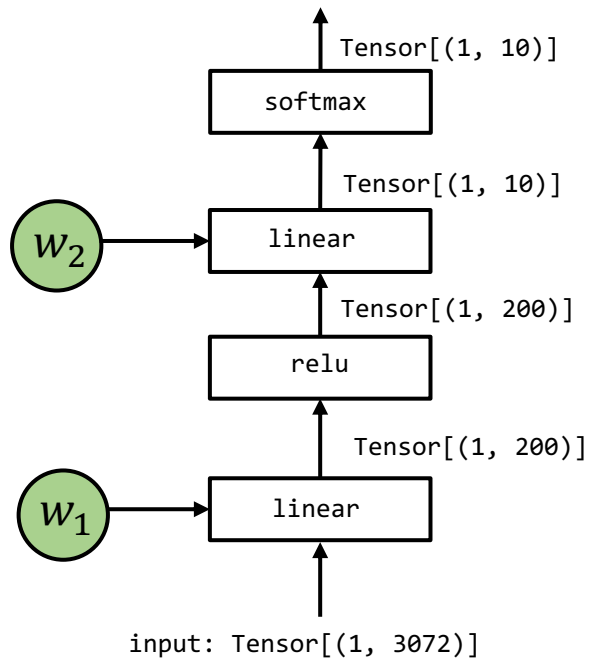 Tensor[(1, 10)]
softmax
Tensor[(1, 10)]
w₂
linear
Tensor[(1, 200)]
relu
Tensor[(1, 200)]
w₁
linear
input: Tensor[(1, 3072)]